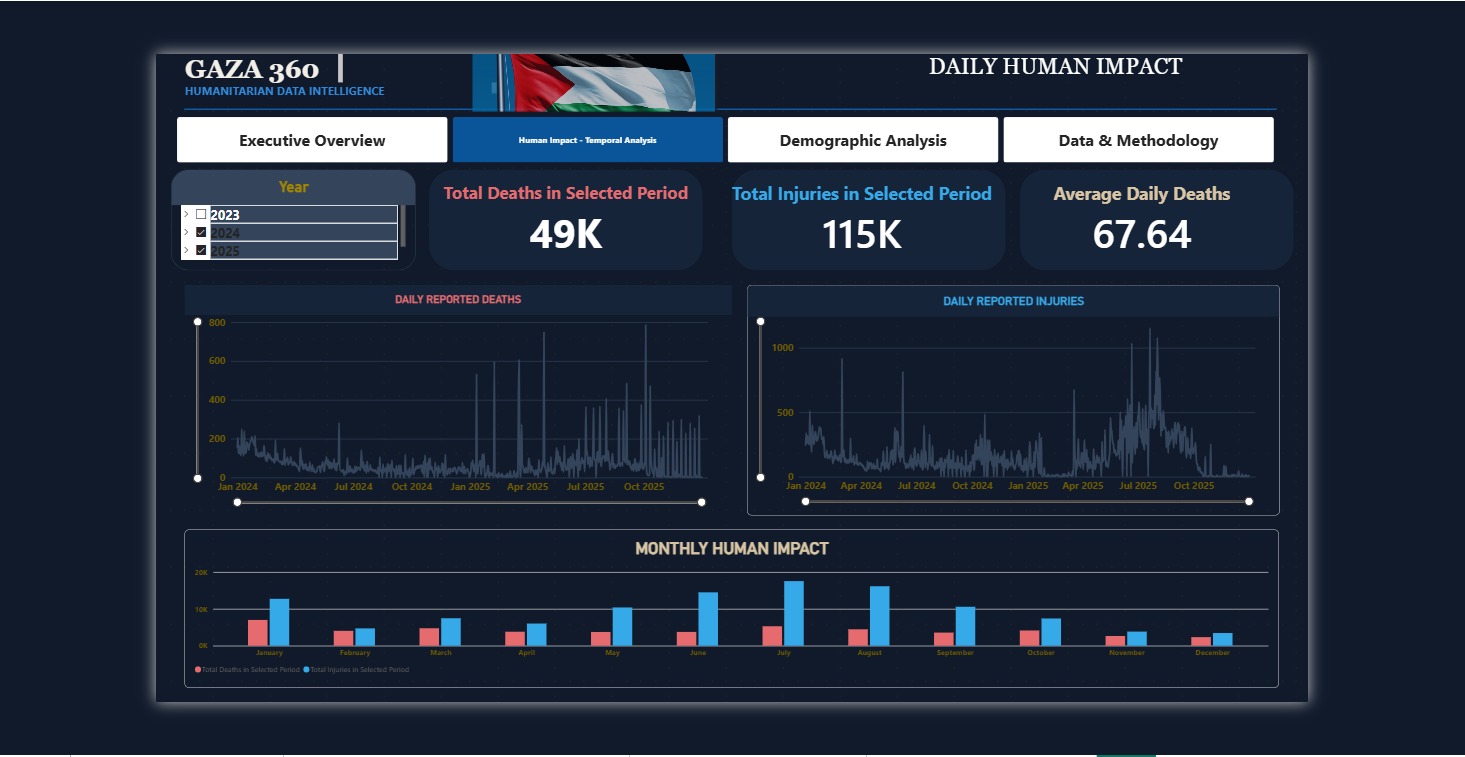 GAZA 360
HUMANITARIAN DATA INTELLIGENCE
DAILY HUMAN IMPACT
Executive Overview
Human Impact - Temporal Analysis
Demographic Analysis
Data & Methodology
Year
2023
2024
2025
Total Deaths in Selected Period
49K
Total Injuries in Selected Period
115K
Average Daily Deaths
67.64
DAILY REPORTED DEATHS
800
600
400
200
0
Jan 2024 Apr 2024 Jul 2024 Oct 2024 Jan 2025 Apr 2025 Jul 2025 Oct 2025
DAILY REPORTED INJURIES
1000
500
0
Jan 2024 Apr 2024 Jul 2024 Oct 2024 Jan 2025 Apr 2025 Jul 2025 Oct 2025
MONTHLY HUMAN IMPACT
20K
10K
0K
January February March April May June July August September October November December
Total Deaths in Selected Period Total Injuries in Selected Period